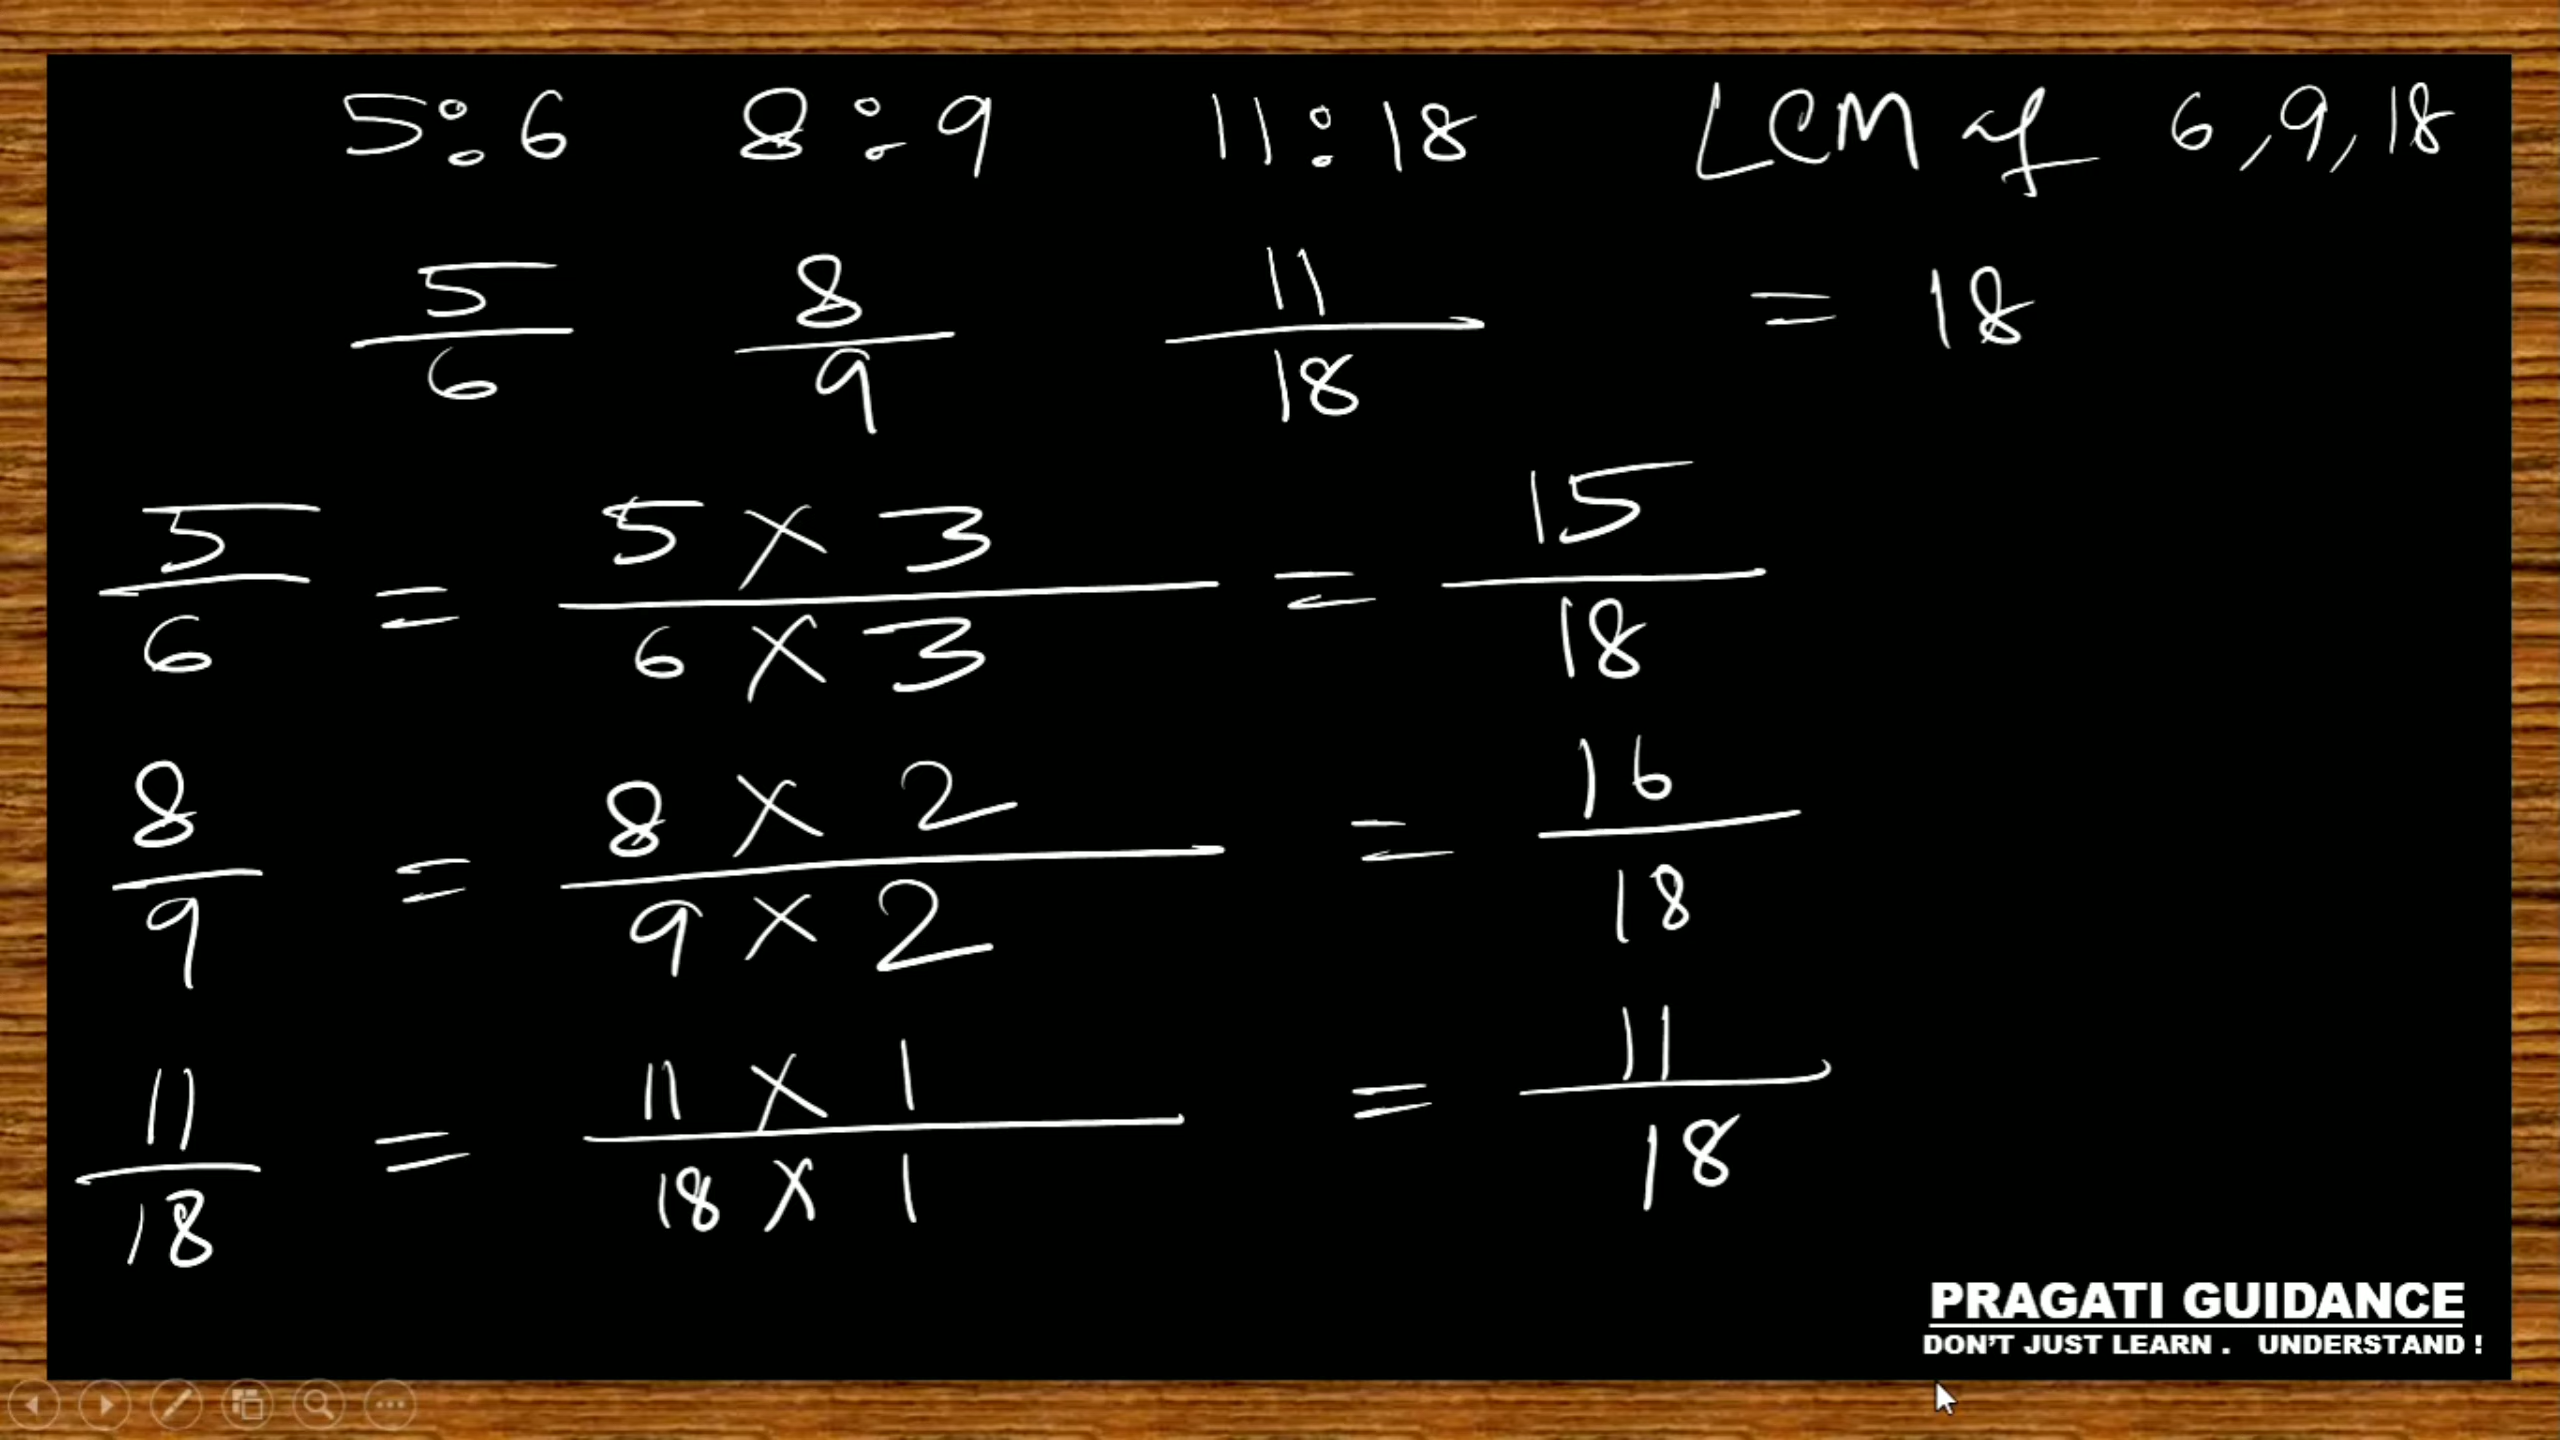 5:6 8:9 11:18 LCM of 6,9,18
5/6 8/9 11/18 = 18
5/6 = 5 × 3 / 6 × 3 = 15/18
8/9 = 8 × 2 / 9 × 2 = 16/18
11/18 = 11 × 1 / 18 × 1 = 11/18
PRAGATI GUIDANCE
DON'T JUST LEARN . UNDERSTAND !